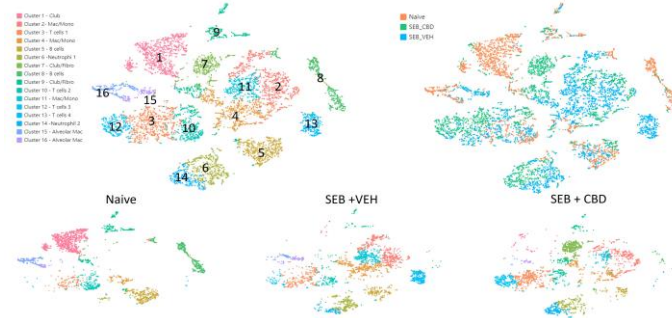 Cluster 1 - Club
Cluster 2- Mac/Mono
Cluster 3 - T cells 1
Cluster 4 - Mac/Mono
Cluster 5 - B cells
Cluster 6 -Neutrophil 1
Cluster 7 - Club/Fibro
Cluster 8 - B cells
Cluster 9 - Club/Fibro
Cluster 10 - T cells 2
Cluster 11 - Mac/Mono
Cluster 12 - T cells 3
Cluster 13 - T cells 4
Cluster 14 -Neutrophil 2
Cluster 15 - Alveolar Mac
Cluster 16 - Alveolar Mac
9
1
7
8
11
2
16
15
4
12
3
10
13
5
6
14
Naive
SEB_CBD
SEB_VEH
Naive
SEB +VEH
SEB + CBD